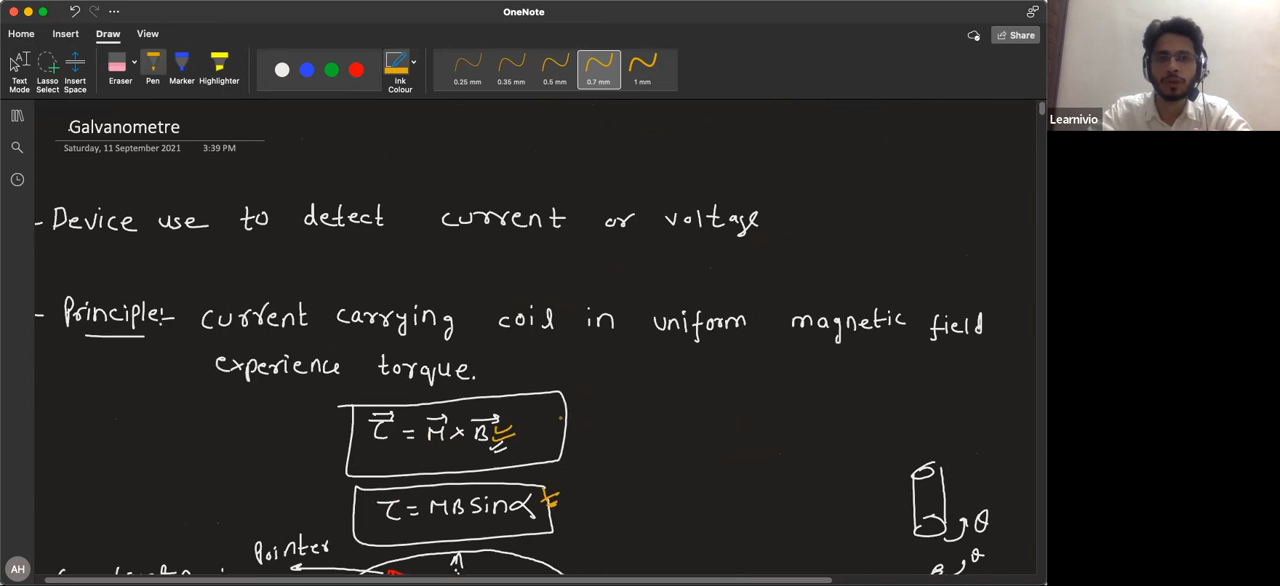 OneNote
Home Insert Draw View
Share
Text Mode
Lasso Select
Insert Space
Eraser
Pen
Marker
Highlighter
Ink Colour
0.25 mm
0.35 mm
0.5 mm
0.7 mm
1 mm
Learnivio
Galvanometre
Saturday, 11 September 2021 3:39 PM
- Device use to detect current or voltage
- Principle:- current carrying coil in uniform magnetic field
experience torque.
τ = M × B
τ = MB sinα
θ
Pointer
θ
AH